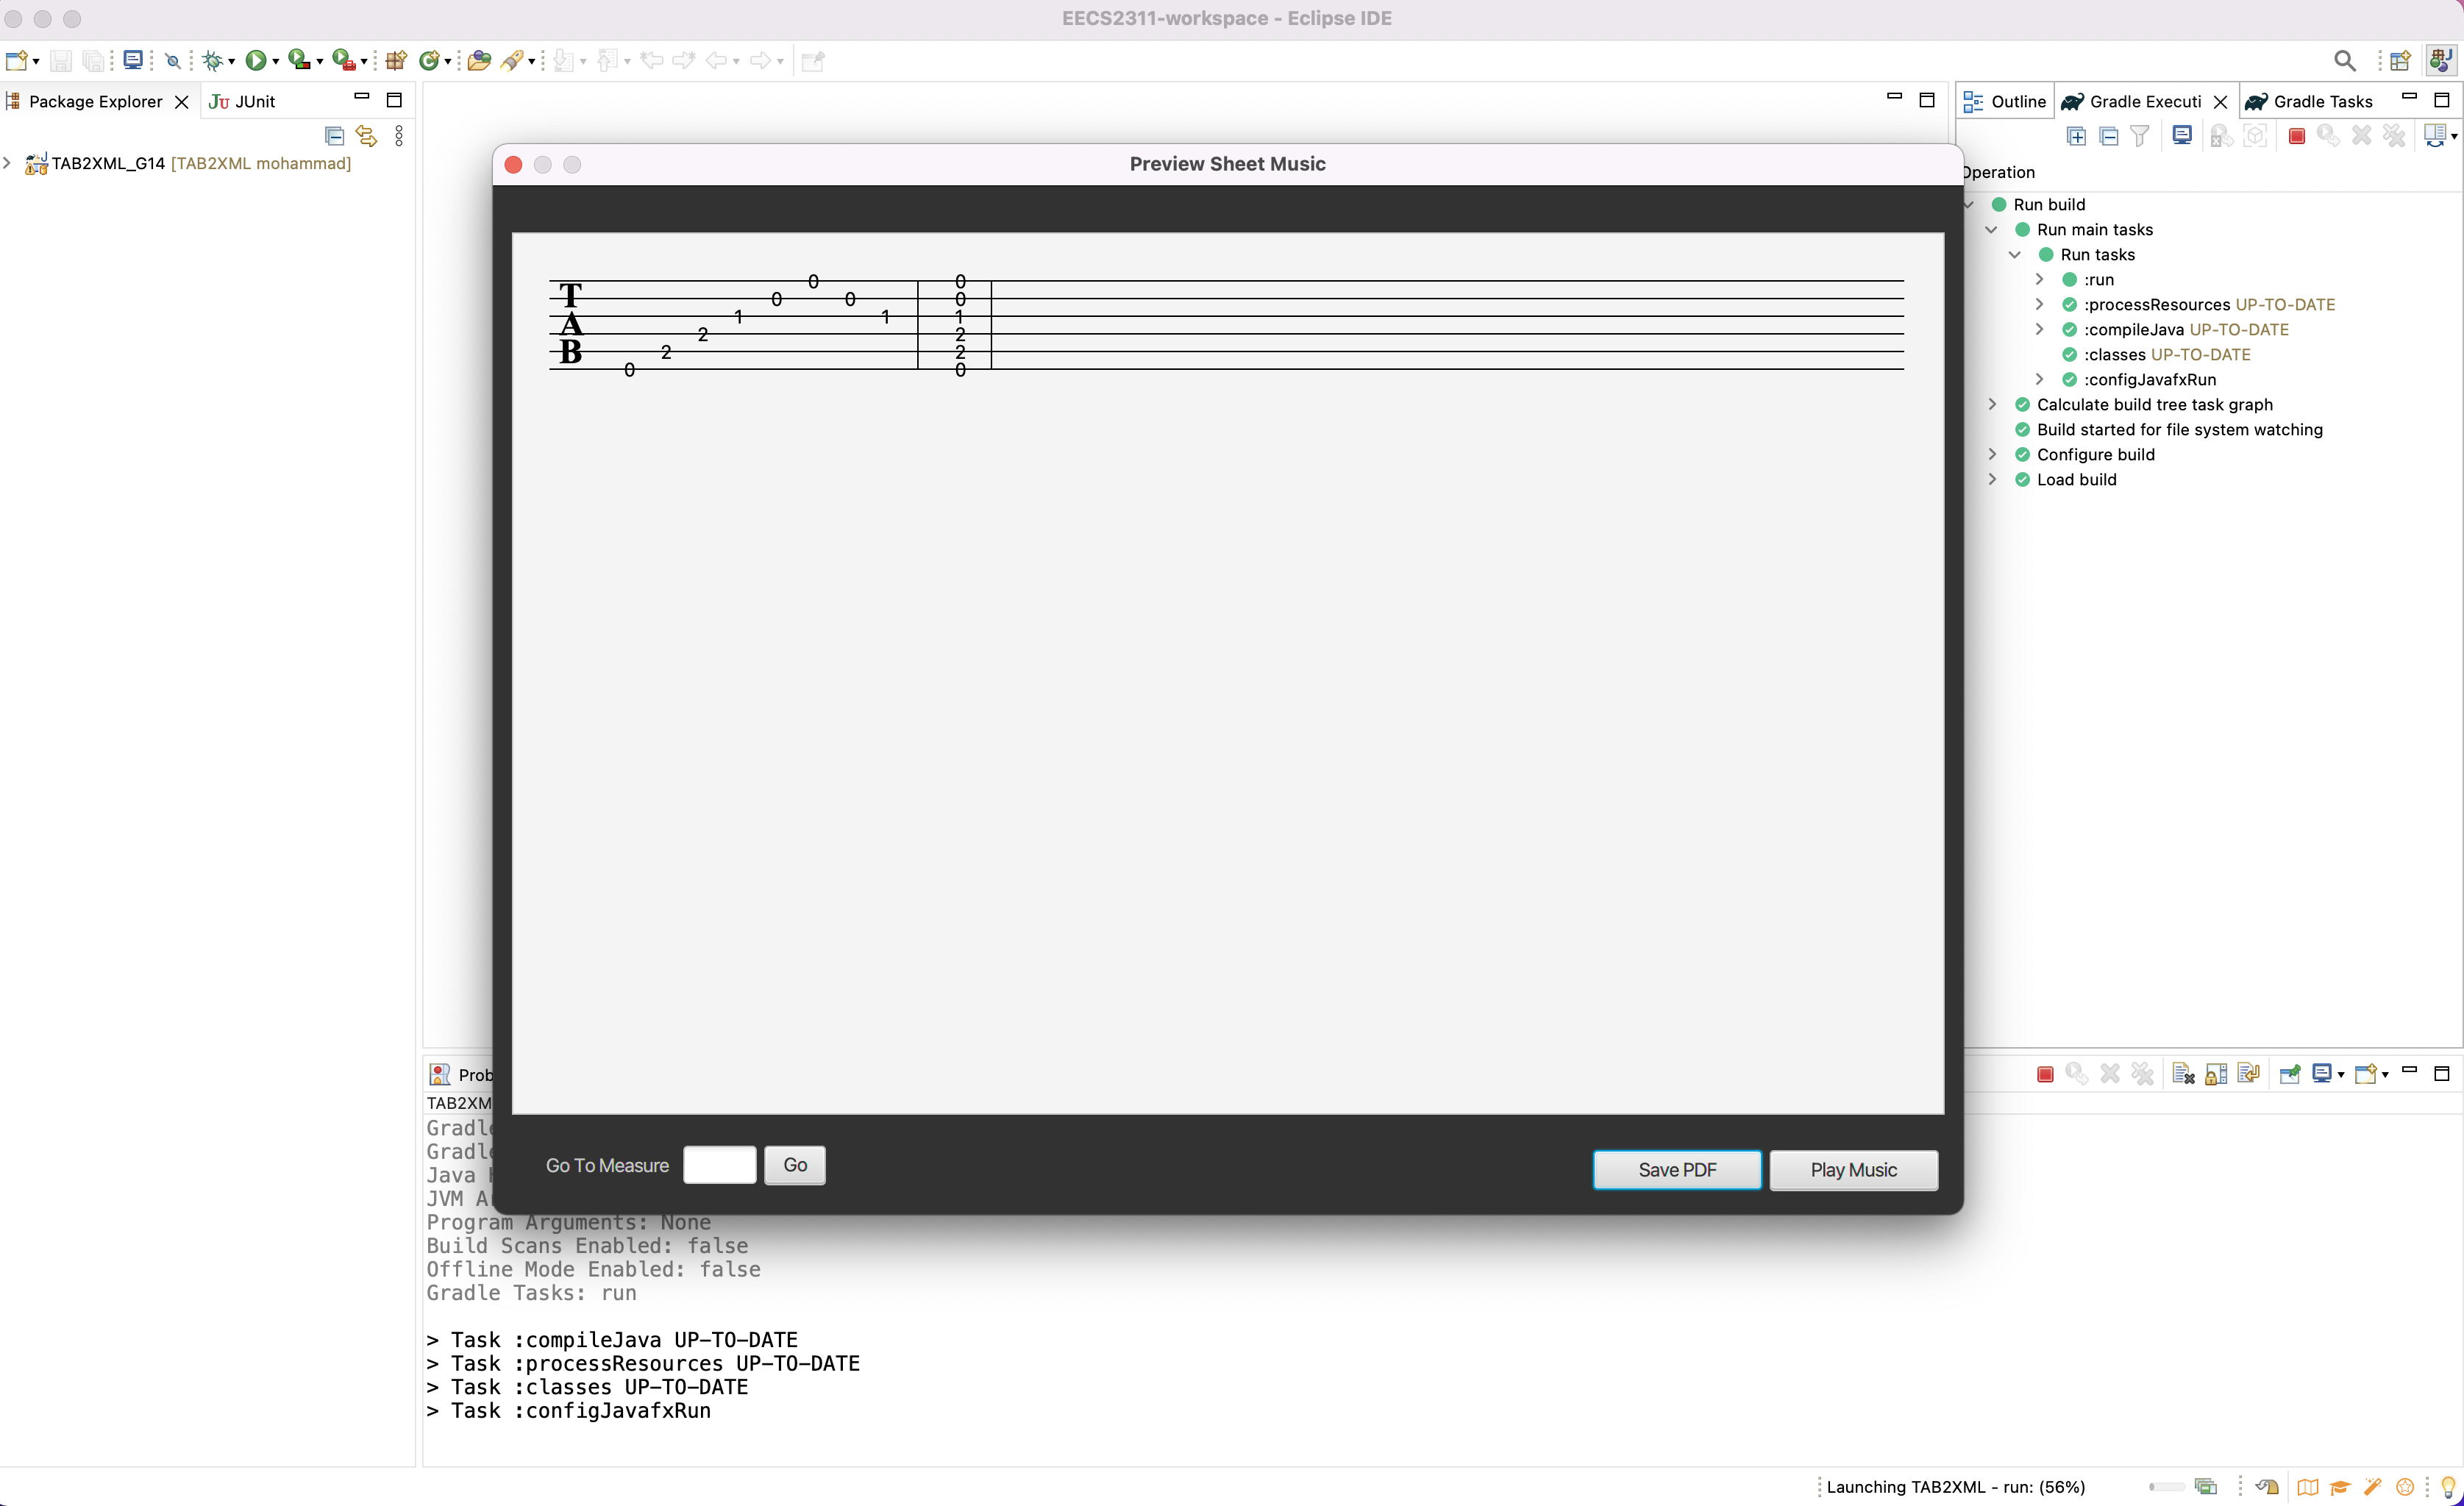 EECS2311-workspace - Eclipse IDE
Package Explorer
JUnit
Outline
Gradle Executi
Gradle Tasks
TAB2XML_G14 [TAB2XML mohammad]
Preview Sheet Music
Operation
Run build
Run main tasks
Run tasks
:run
:processResources UP-TO-DATE
:compileJava UP-TO-DATE
:classes UP-TO-DATE
:configJavafxRun
Calculate build tree task graph
Build started for file system watching
Configure build
Load build
T
A
B
0 2 2 1 0 0 0 1
0
0
1
2
2
0
Go To Measure
Go
Save PDF
Play Music
Prob
TAB2XM
Gradle
Gradle
Java
JVM A
Program Arguments: None
Build Scans Enabled: false
Offline Mode Enabled: false
Gradle Tasks: run
> Task :compileJava UP-TO-DATE
> Task :processResources UP-TO-DATE
> Task :classes UP-TO-DATE
> Task :configJavafxRun
Launching TAB2XML - run: (56%)